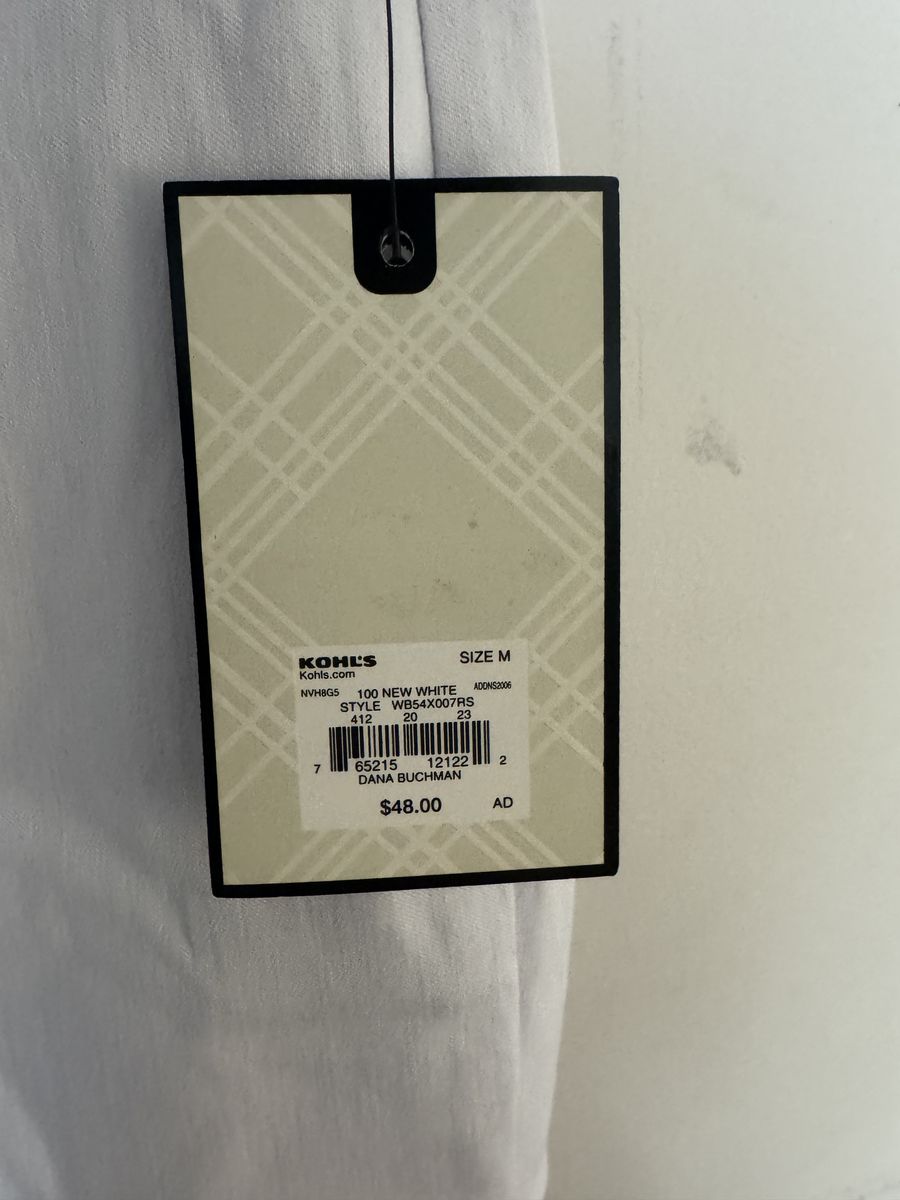 KOHL'S SIZE M
Kohls.com
NVH8G5 100 NEW WHITE ADDNS2006
STYLE WB54X007RS
412 20 23
7 65215 12122 2
DANA BUCHMAN
$48.00 AD